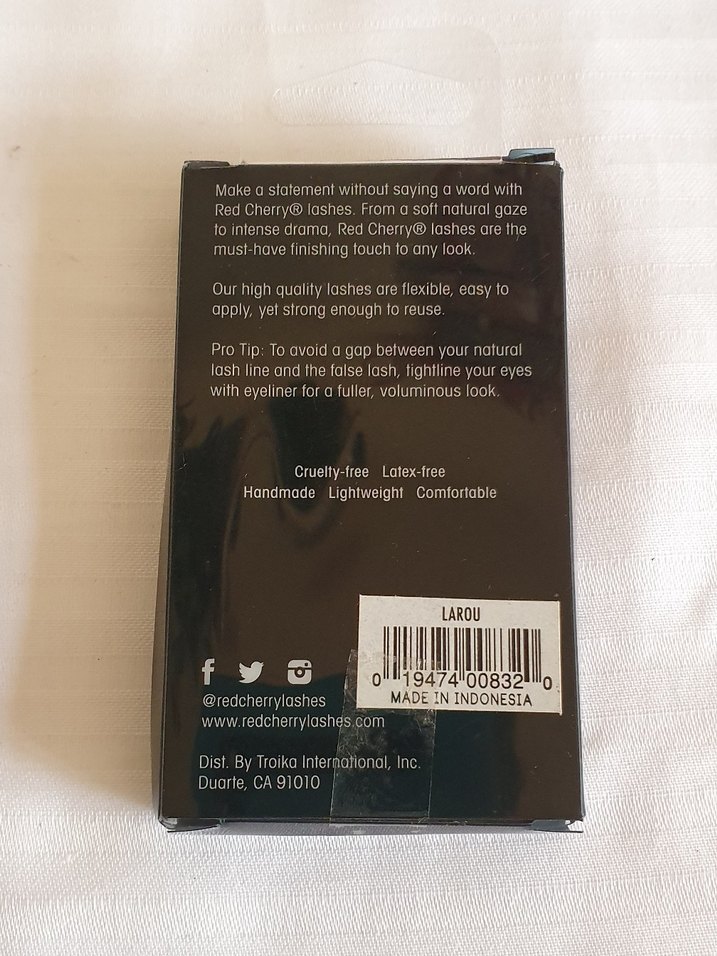 Make a statement without saying a word with
Red Cherry® lashes. From a soft natural gaze
to intense drama, Red Cherry® lashes are the
must-have finishing touch to any look.
Our high quality lashes are flexible, easy to
apply, yet strong enough to reuse.
Pro Tip: To avoid a gap between your natural
lash line and the false lash, tightline your eyes
with eyeliner for a fuller, voluminous look.
Cruelty-free Latex-free
Handmade Lightweight Comfortable
LAROU
0 19474 00832 0
MADE IN INDONESIA
@redcherrylashes
www.redcherrylashes.com
Dist. By Troika International, Inc.
Duarte, CA 91010